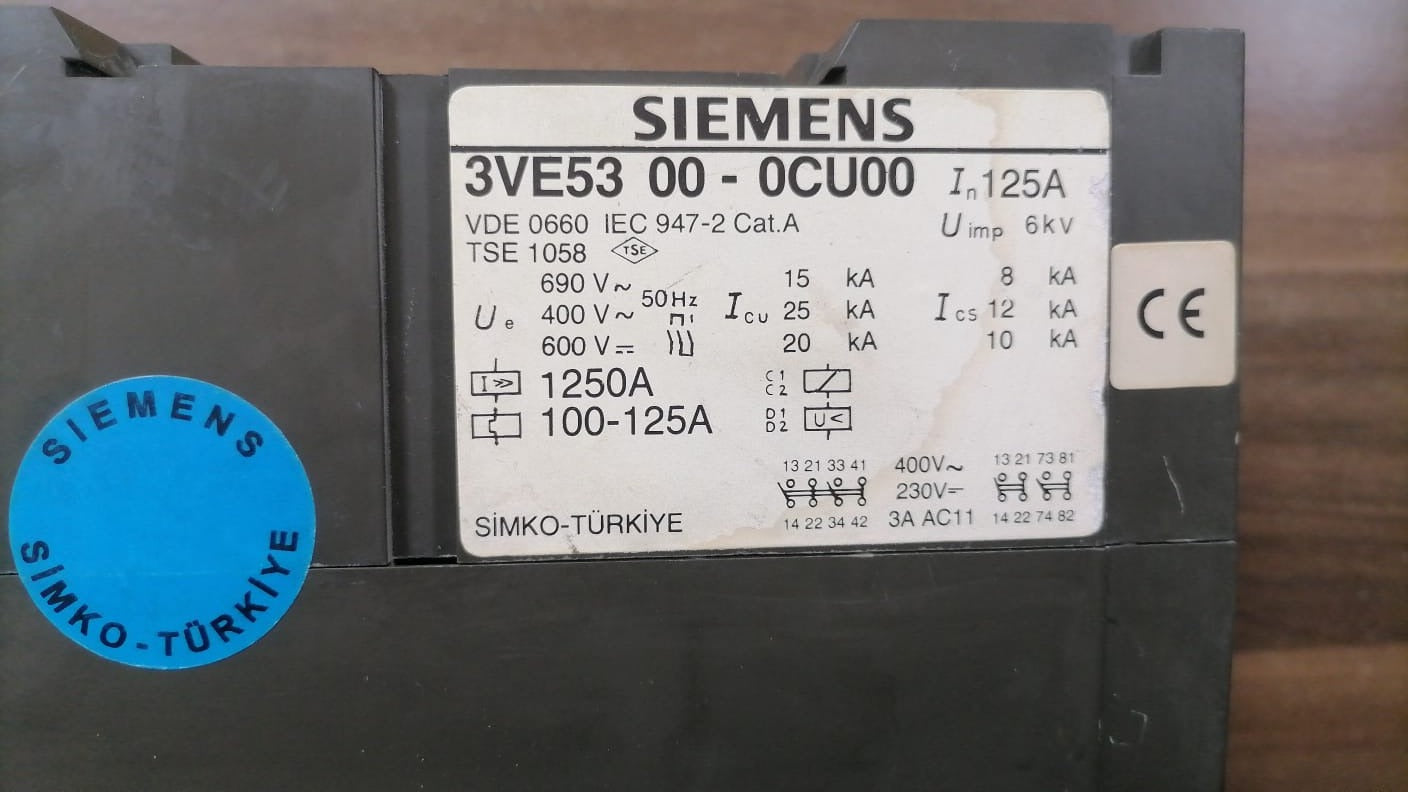 SIEMENS
3VE53 00 - 0CU00 In 125A
VDE 0660 IEC 947-2 Cat.A Uimp 6kV
TSE 1058 TSE
690 V~ 15 kA 8 kA
Ue 400 V~ 50Hz Icu 25 kA Ics 12 kA
600 V⎓ 20 kA 10 kA
I>> 1250A C1 C2
100-125A D1 D2 U<
13 21 33 41 400V~ 13 21 73 81
230V⎓
14 22 34 42 3A AC11 14 22 74 82
SİMKO-TÜRKİYE
CE
SIEMENS
SİMKO-TÜRKİYE